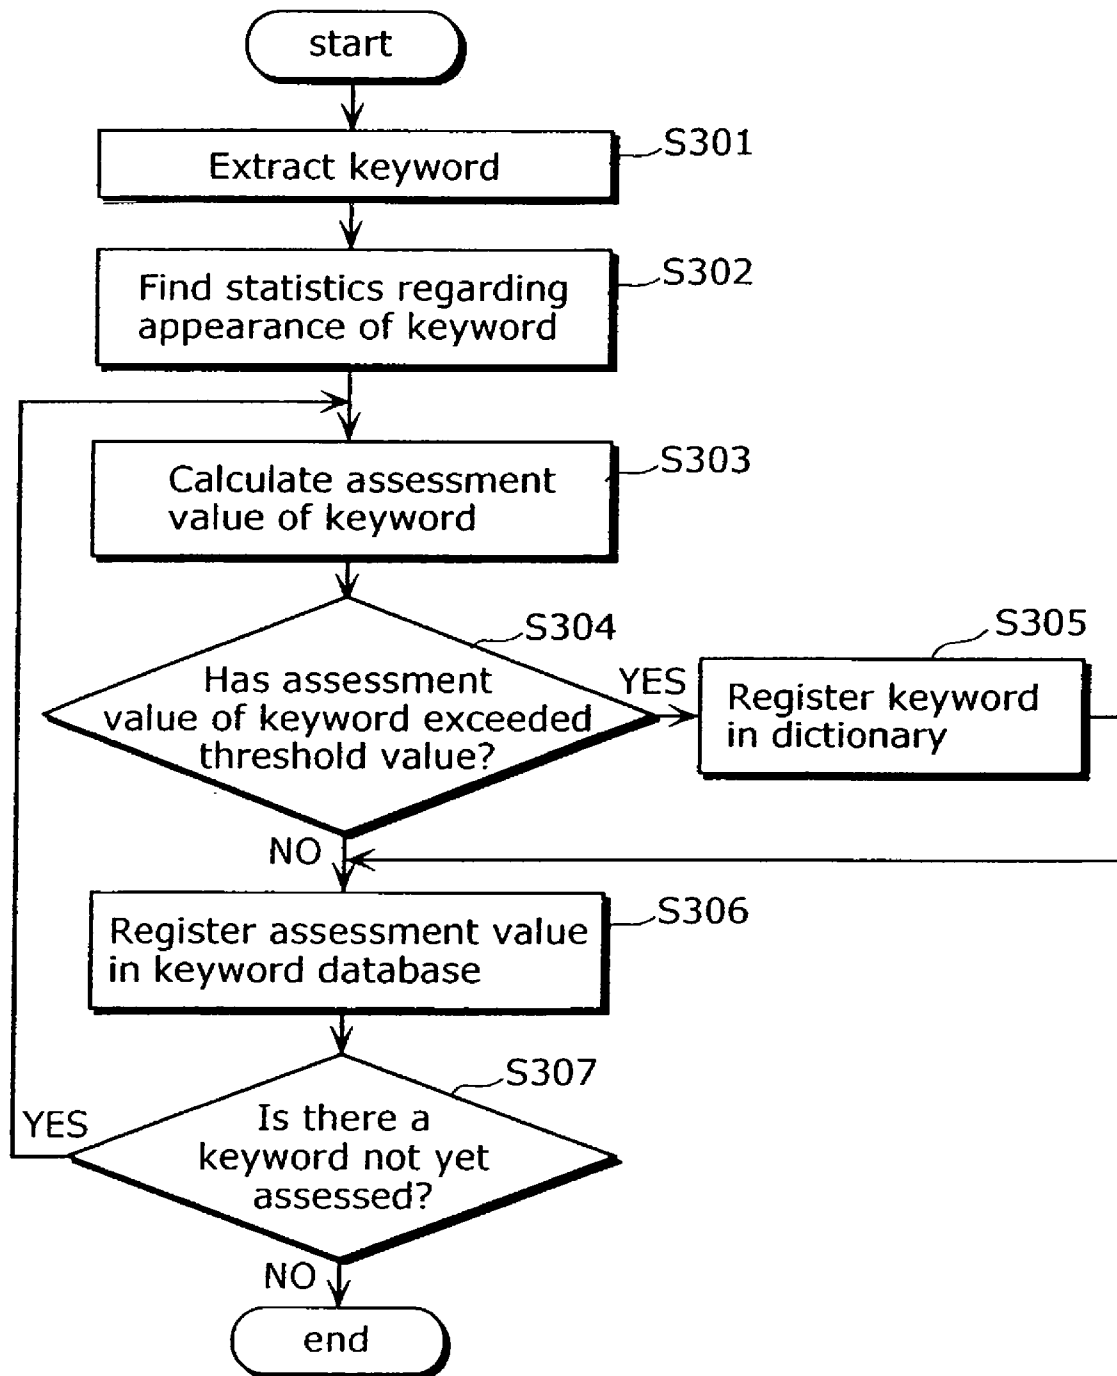 start
Extract keyword
S301
Find statistics regarding
appearance of keyword
S302
Calculate assessment
value of keyword
S303
Has assessment
value of keyword exceeded
threshold value?
S304
YES
Register keyword
in dictionary
S305
NO
Register assessment value
in keyword database
S306
Is there a
keyword not yet
assessed?
S307
YES
NO
end